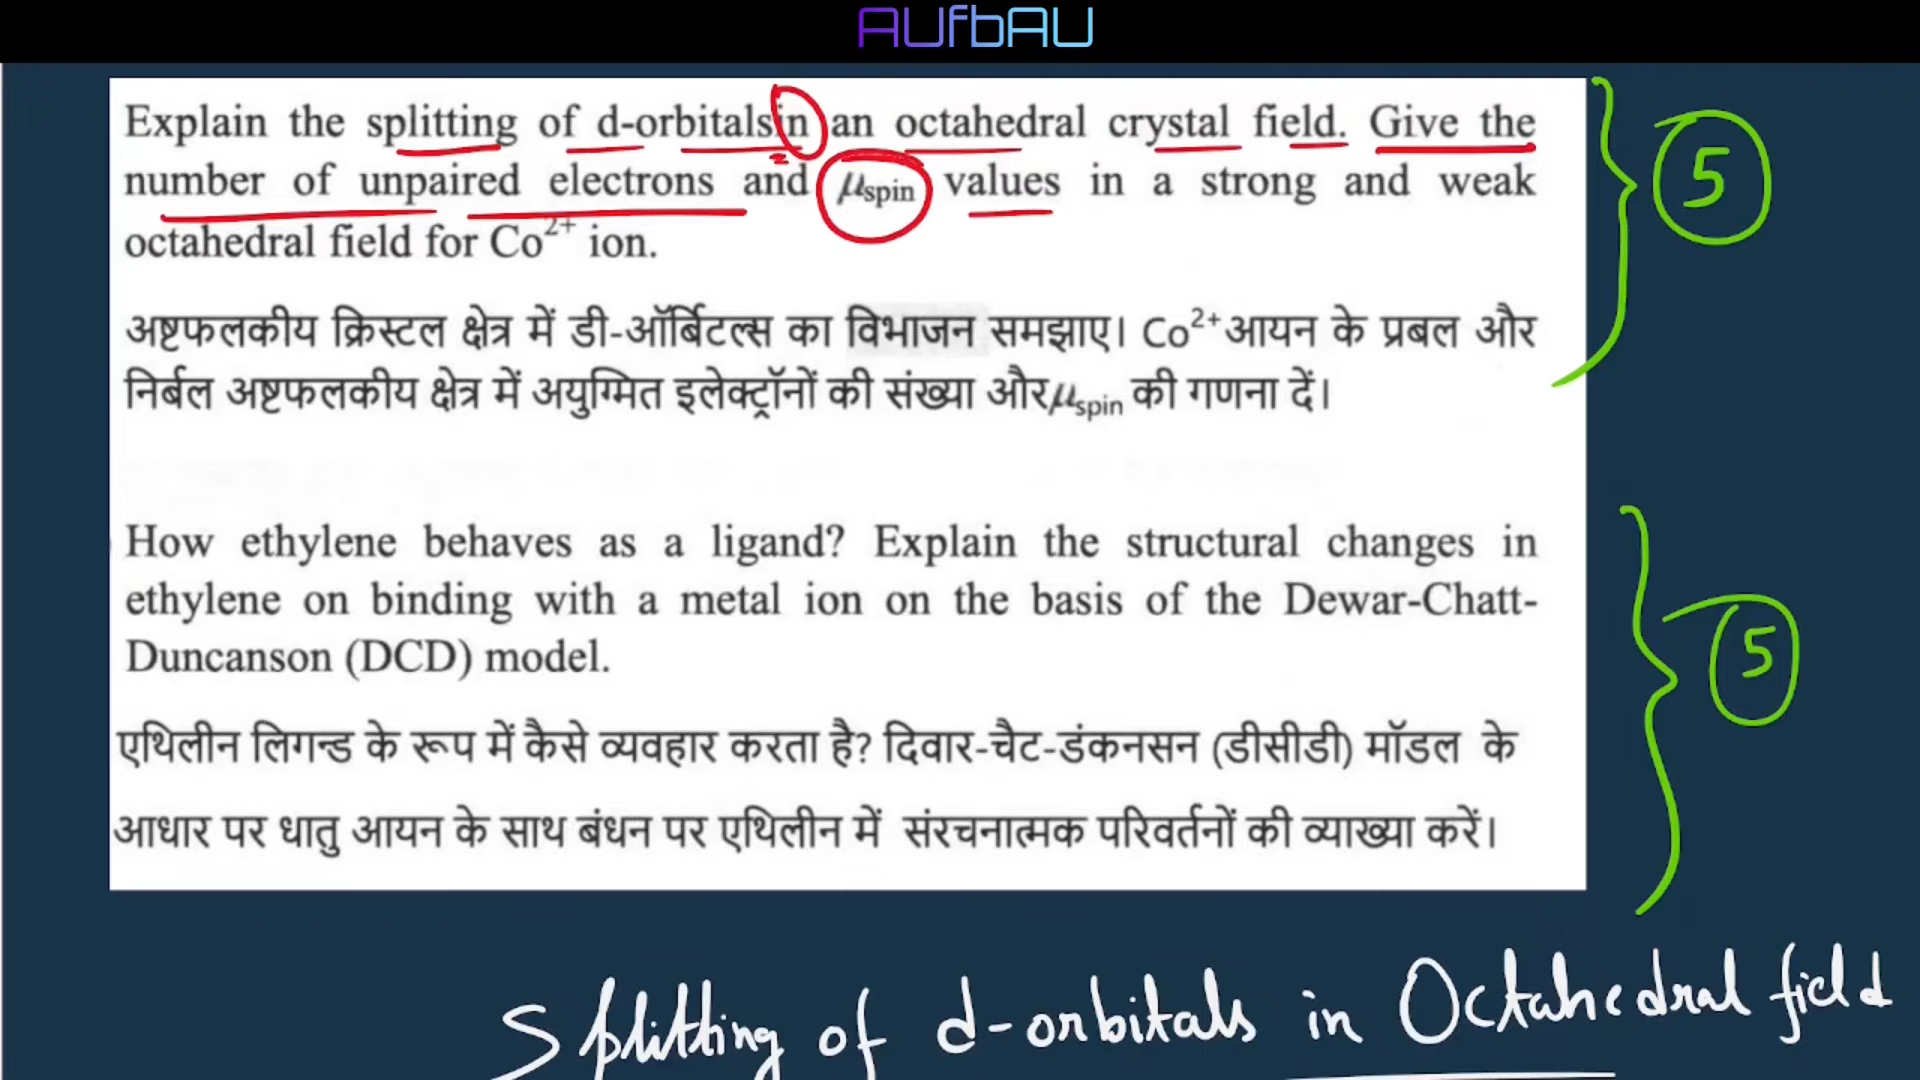 AUfbAU
Explain the splitting of d-orbitals in an octahedral crystal field. Give the
number of unpaired electrons and μspin values in a strong and weak
octahedral field for Co²⁺ ion.
5
अष्टफलकीय क्रिस्टल क्षेत्र में डी-ऑर्बिटल्स का विभाजन समझाए। Co²⁺ आयन के प्रबल और
निर्बल अष्टफलकीय क्षेत्र में अयुग्मित इलेक्ट्रॉनों की संख्या और μspin की गणना दें।
How ethylene behaves as a ligand? Explain the structural changes in
ethylene on binding with a metal ion on the basis of the Dewar-Chatt-
Duncanson (DCD) model.
5
एथिलीन लिगन्ड के रूप में कैसे व्यवहार करता है? दिवार-चैट-डंकनसन (डीसीडी) मॉडल के
आधार पर धातु आयन के साथ बंधन पर एथिलीन में संरचनात्मक परिवर्तनों की व्याख्या करें।
Splitting of d-orbitals in Octahedral field